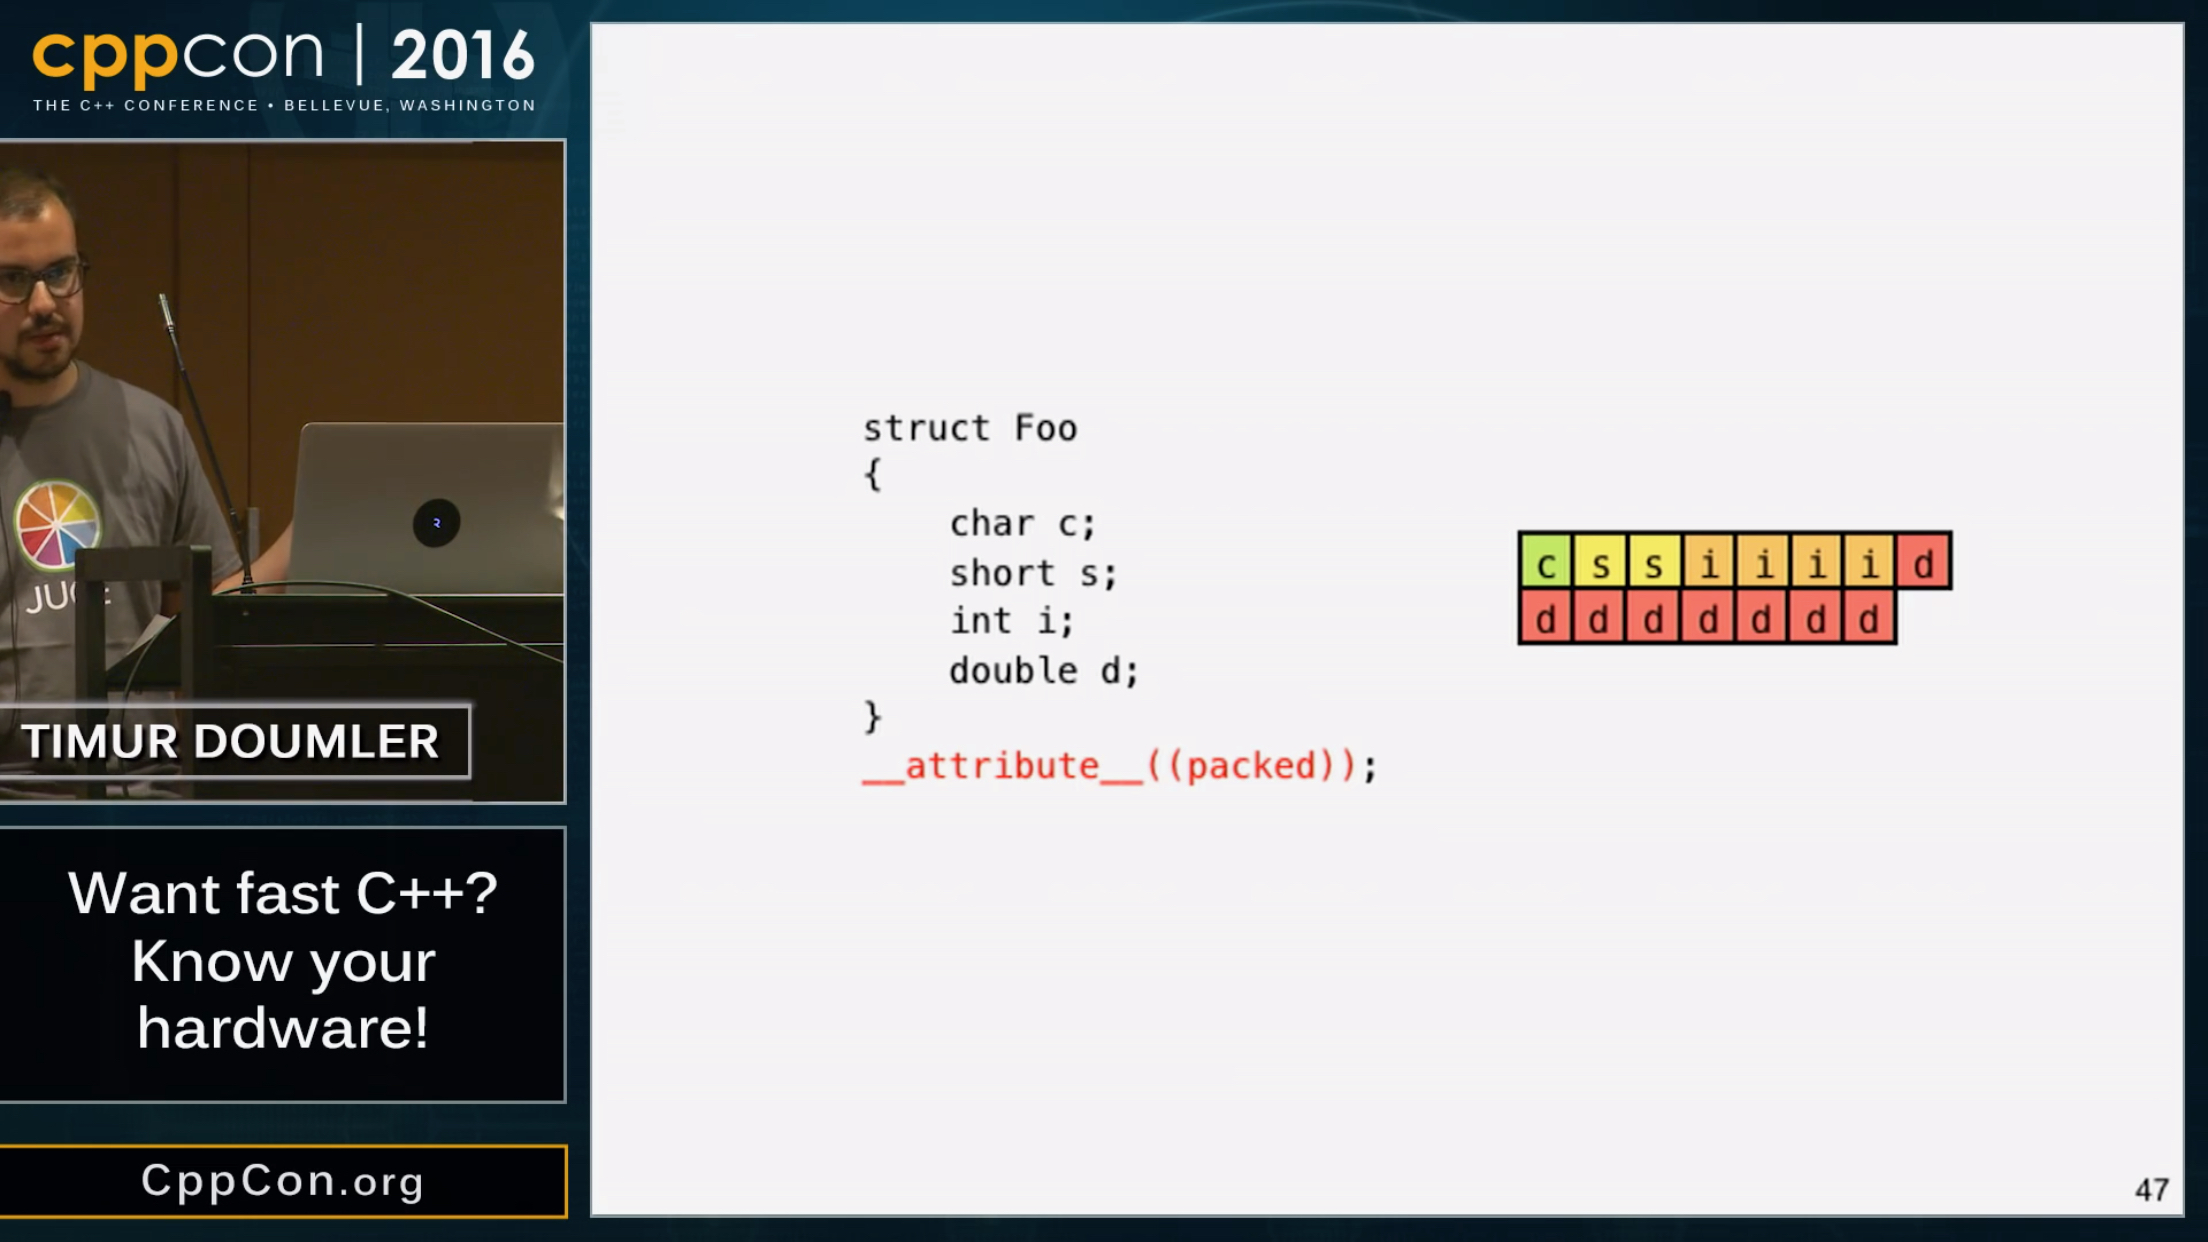 cppcon | 2016
THE C++ CONFERENCE • BELLEVUE, WASHINGTON
JUCE
TIMUR DOUMLER
Want fast C++?
Know your
hardware!
CppCon.org
struct Foo
{
char c;
short s;
int i;
double d;
}
__attribute__((packed));
c s s i i i i d
d d d d d d d
47